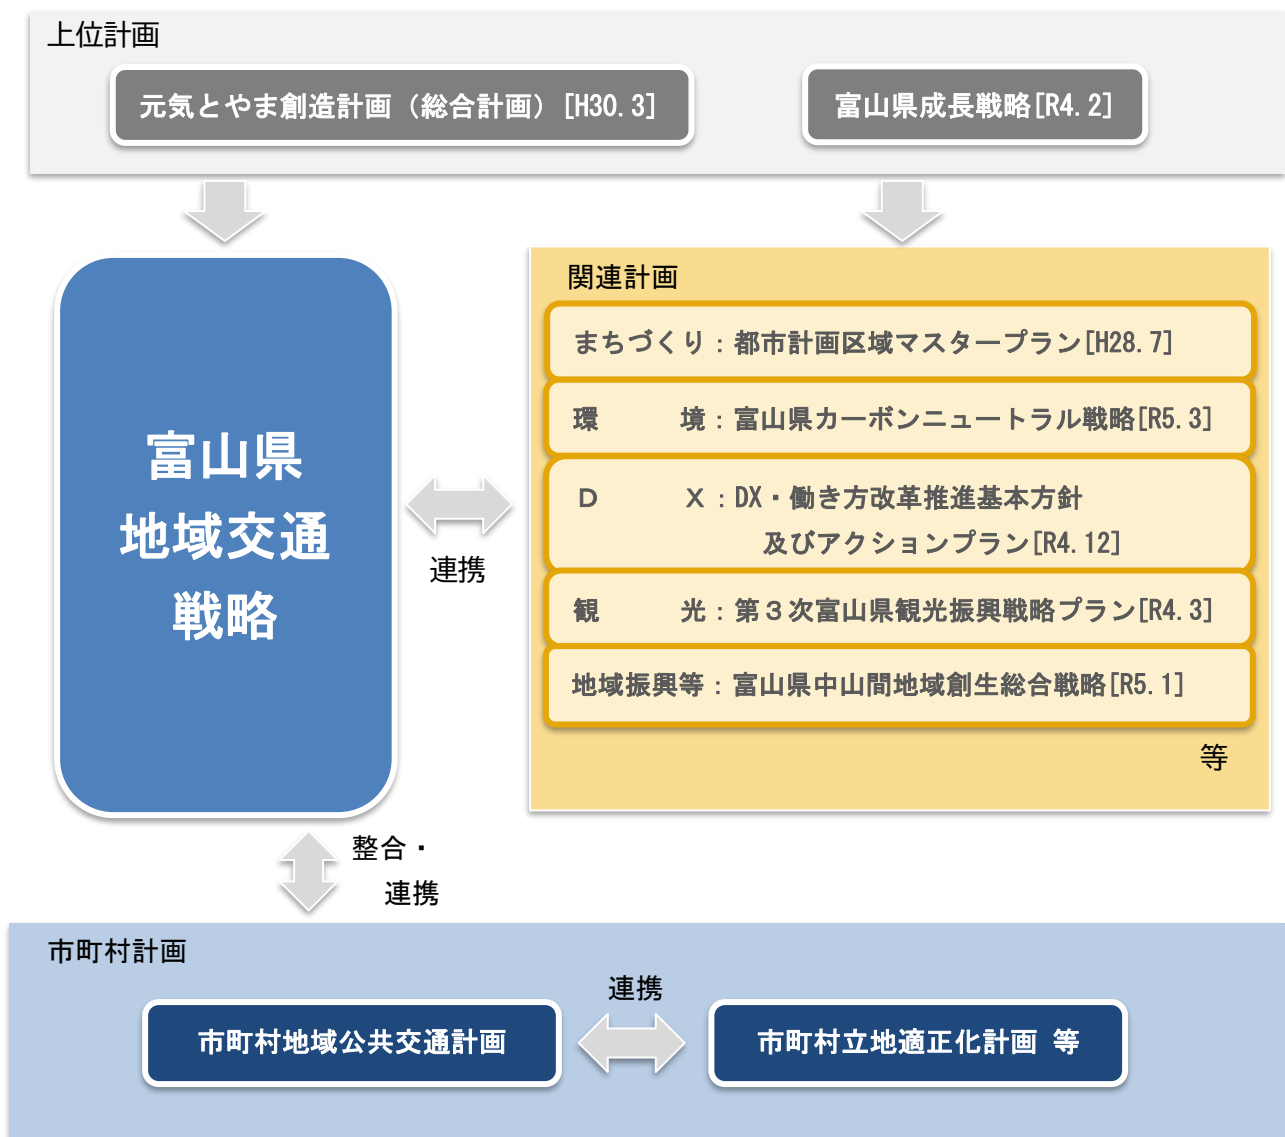 上位計画
元気とやま創造計画（総合計画）[H30.3]
富山県成長戦略[R4.2]
富山県
地域交通
戦略
連携
関連計画
まちづくり：都市計画区域マスタープラン[H28.7]
環　　　境：富山県カーボンニュートラル戦略[R5.3]
Ｄ　　　Ｘ：DX・働き方改革推進基本方針
及びアクションプラン[R4.12]
観　　　光：第３次富山県観光振興戦略プラン[R4.3]
地域振興等：富山県中山間地域創生総合戦略[R5.1]
等
整合・
連携
市町村計画
市町村地域公共交通計画
連携
市町村立地適正化計画 等